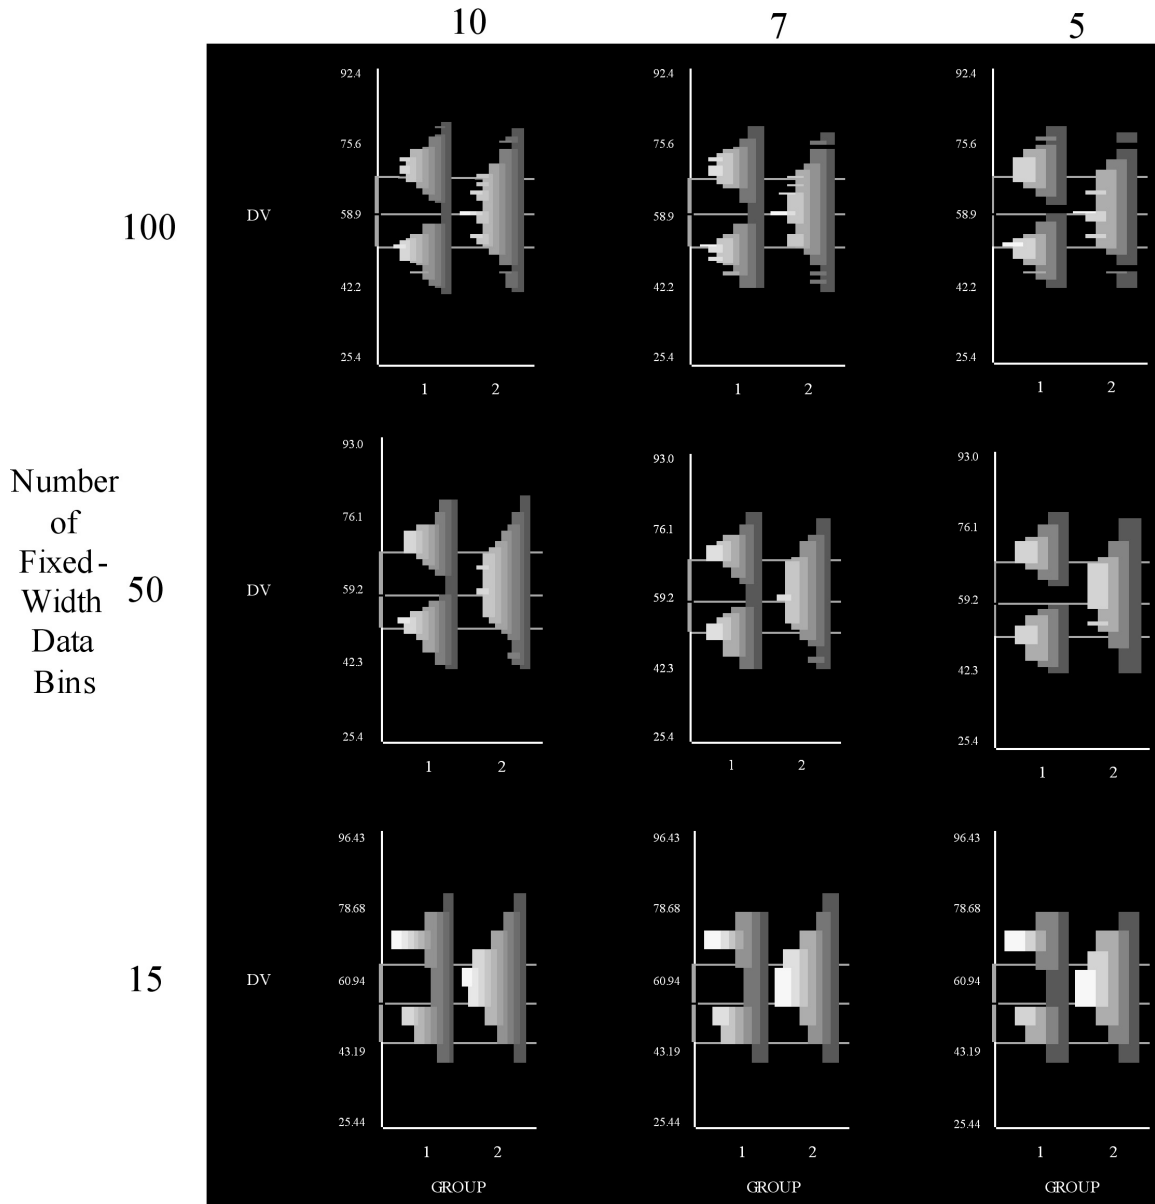 10 7 5
92.4 92.4 92.4
75.6 75.6 75.6
100 DV 58.9 58.9 58.9
42.2 42.2 42.2
25.4 25.4 25.4
1 2 1 2 1 2
93.0 93.0 93.0
Number
76.1 76.1 76.1
of
Fixed-
50 DV 59.2 59.2 59.2
Width
Data
42.3 42.3 42.3
Bins
25.4 25.4 25.4
1 2 1 2 1 2
96.43 96.43 96.43
78.68 78.68 78.68
15 DV 60.94 60.94 60.94
43.19 43.19 43.19
25.44 25.44 25.44
1 2 1 2 1 2
GROUP GROUP GROUP